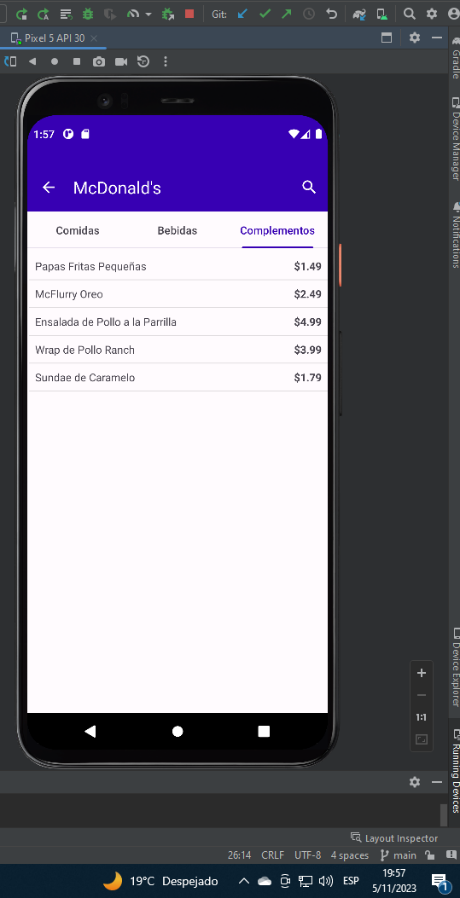 Git:
Pixel 5 API 30
Gradle
Device Manager
Notifications
1:57
McDonald's
Comidas Bebidas Complementos
Papas Fritas Pequeñas $1.49
McFlurry Oreo $2.49
Ensalada de Pollo a la Parrilla $4.99
Wrap de Pollo Ranch $3.99
Sundae de Caramelo $1.79
1:1
Device Explorer
Running Devices
Layout Inspector
26:14 CRLF UTF-8 4 spaces main
19°C Despejado ESP 19:57
5/11/2023
1